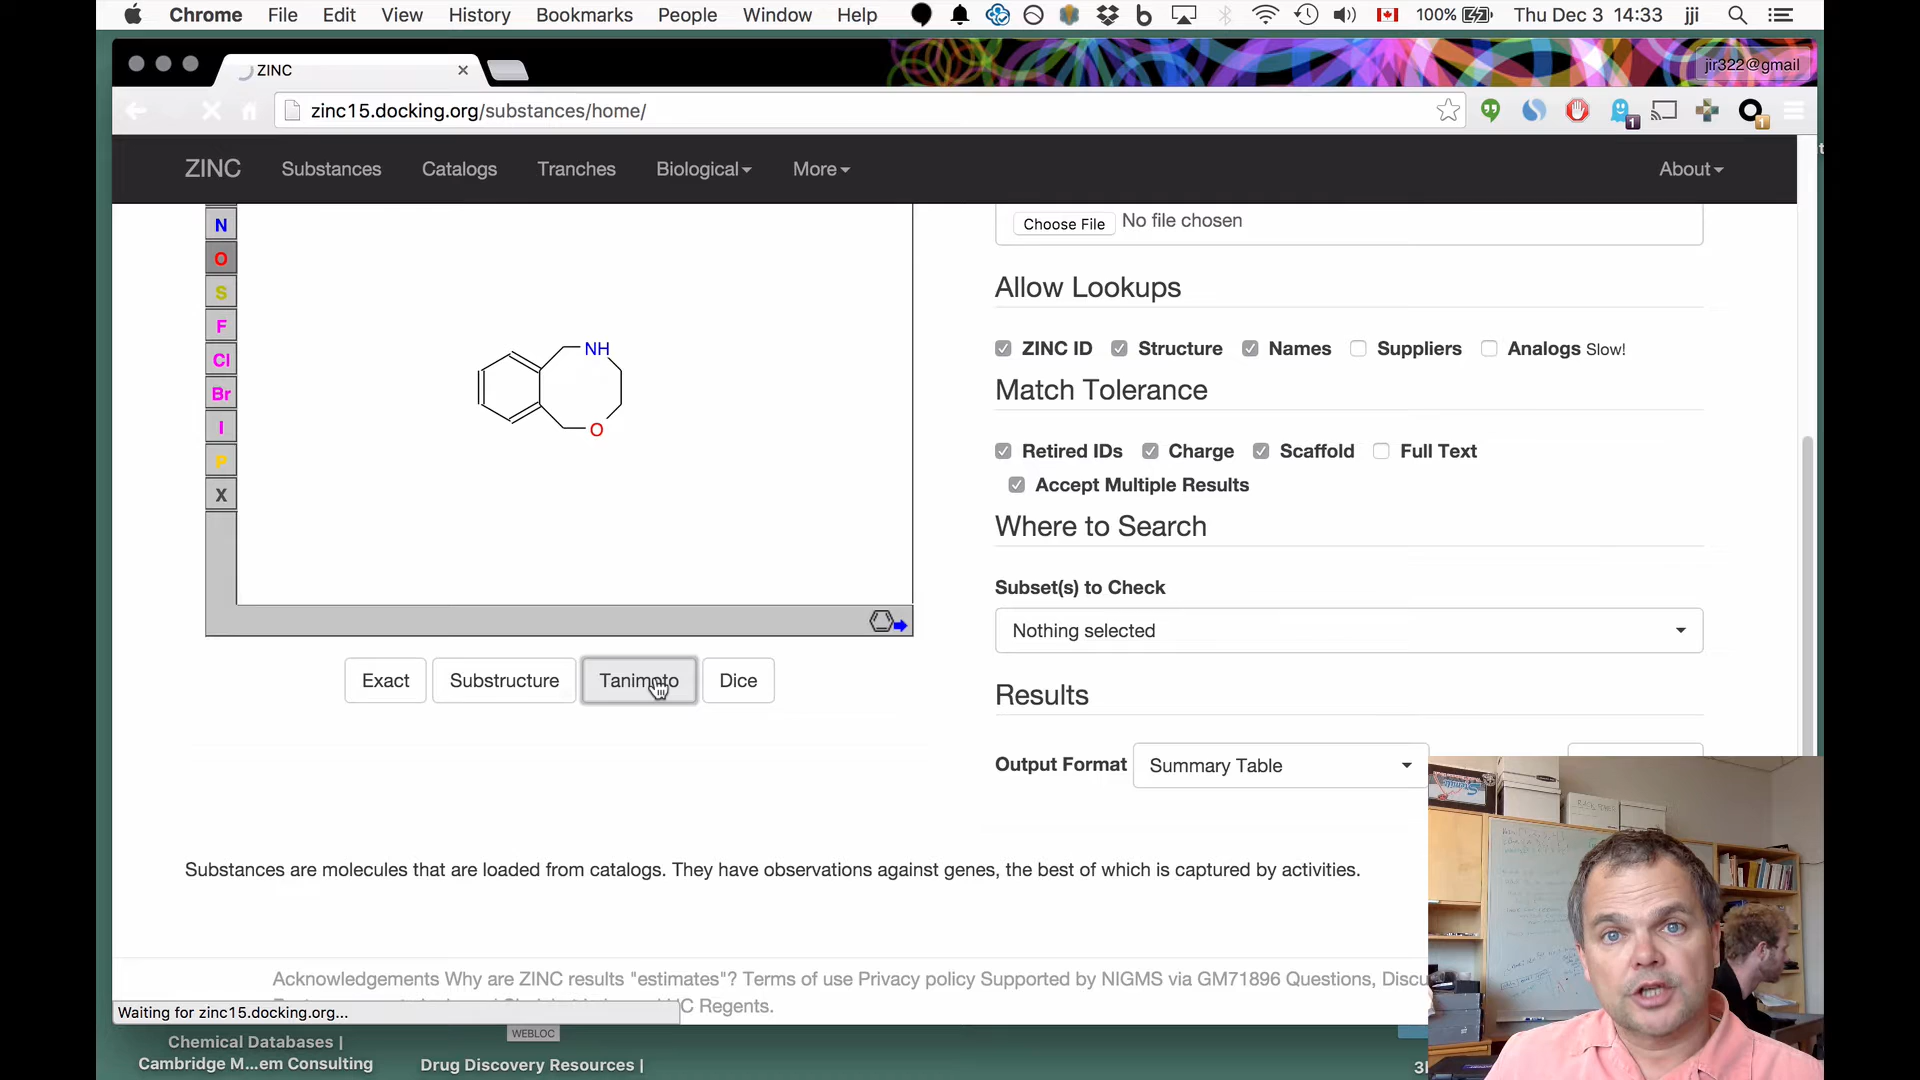 Chrome File Edit View History Bookmarks People Window Help 100% Thu Dec 3 14:33 jji
ZINC
jir322@gmail
zinc15.docking.org/substances/home/
1
1
ZINC Substances Catalogs Tranches Biological More About
N
O
S
F
Cl
Br
I
P
X
NH
O
Exact Substructure Tanimoto Dice
Choose File No file chosen
Allow Lookups
ZINC ID Structure Names Suppliers Analogs Slow!
Match Tolerance
Retired IDs Charge Scaffold Full Text
Accept Multiple Results
Where to Search
Subset(s) to Check
Nothing selected
Results
Output Format Summary Table
Substances are molecules that are loaded from catalogs. They have observations against genes, the best of which is captured by activities.
Acknowledgements Why are ZINC results "estimates"? Terms of use Privacy policy Supported by NIGMS via GM71896 Questions, Discu
C Regents.
Waiting for zinc15.docking.org...
WEBLOC
Chemical Databases |
Cambridge M...em Consulting
Drug Discovery Resources |